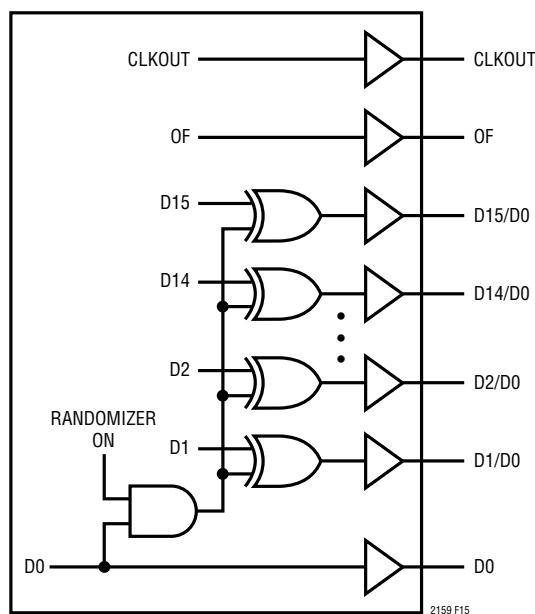 CLKOUT CLKOUT
OF OF
D15 D15/D0
D14 D14/D0
D2 D2/D0
RANDOMIZER
ON
D1 D1/D0
D0 D0
2159 F15